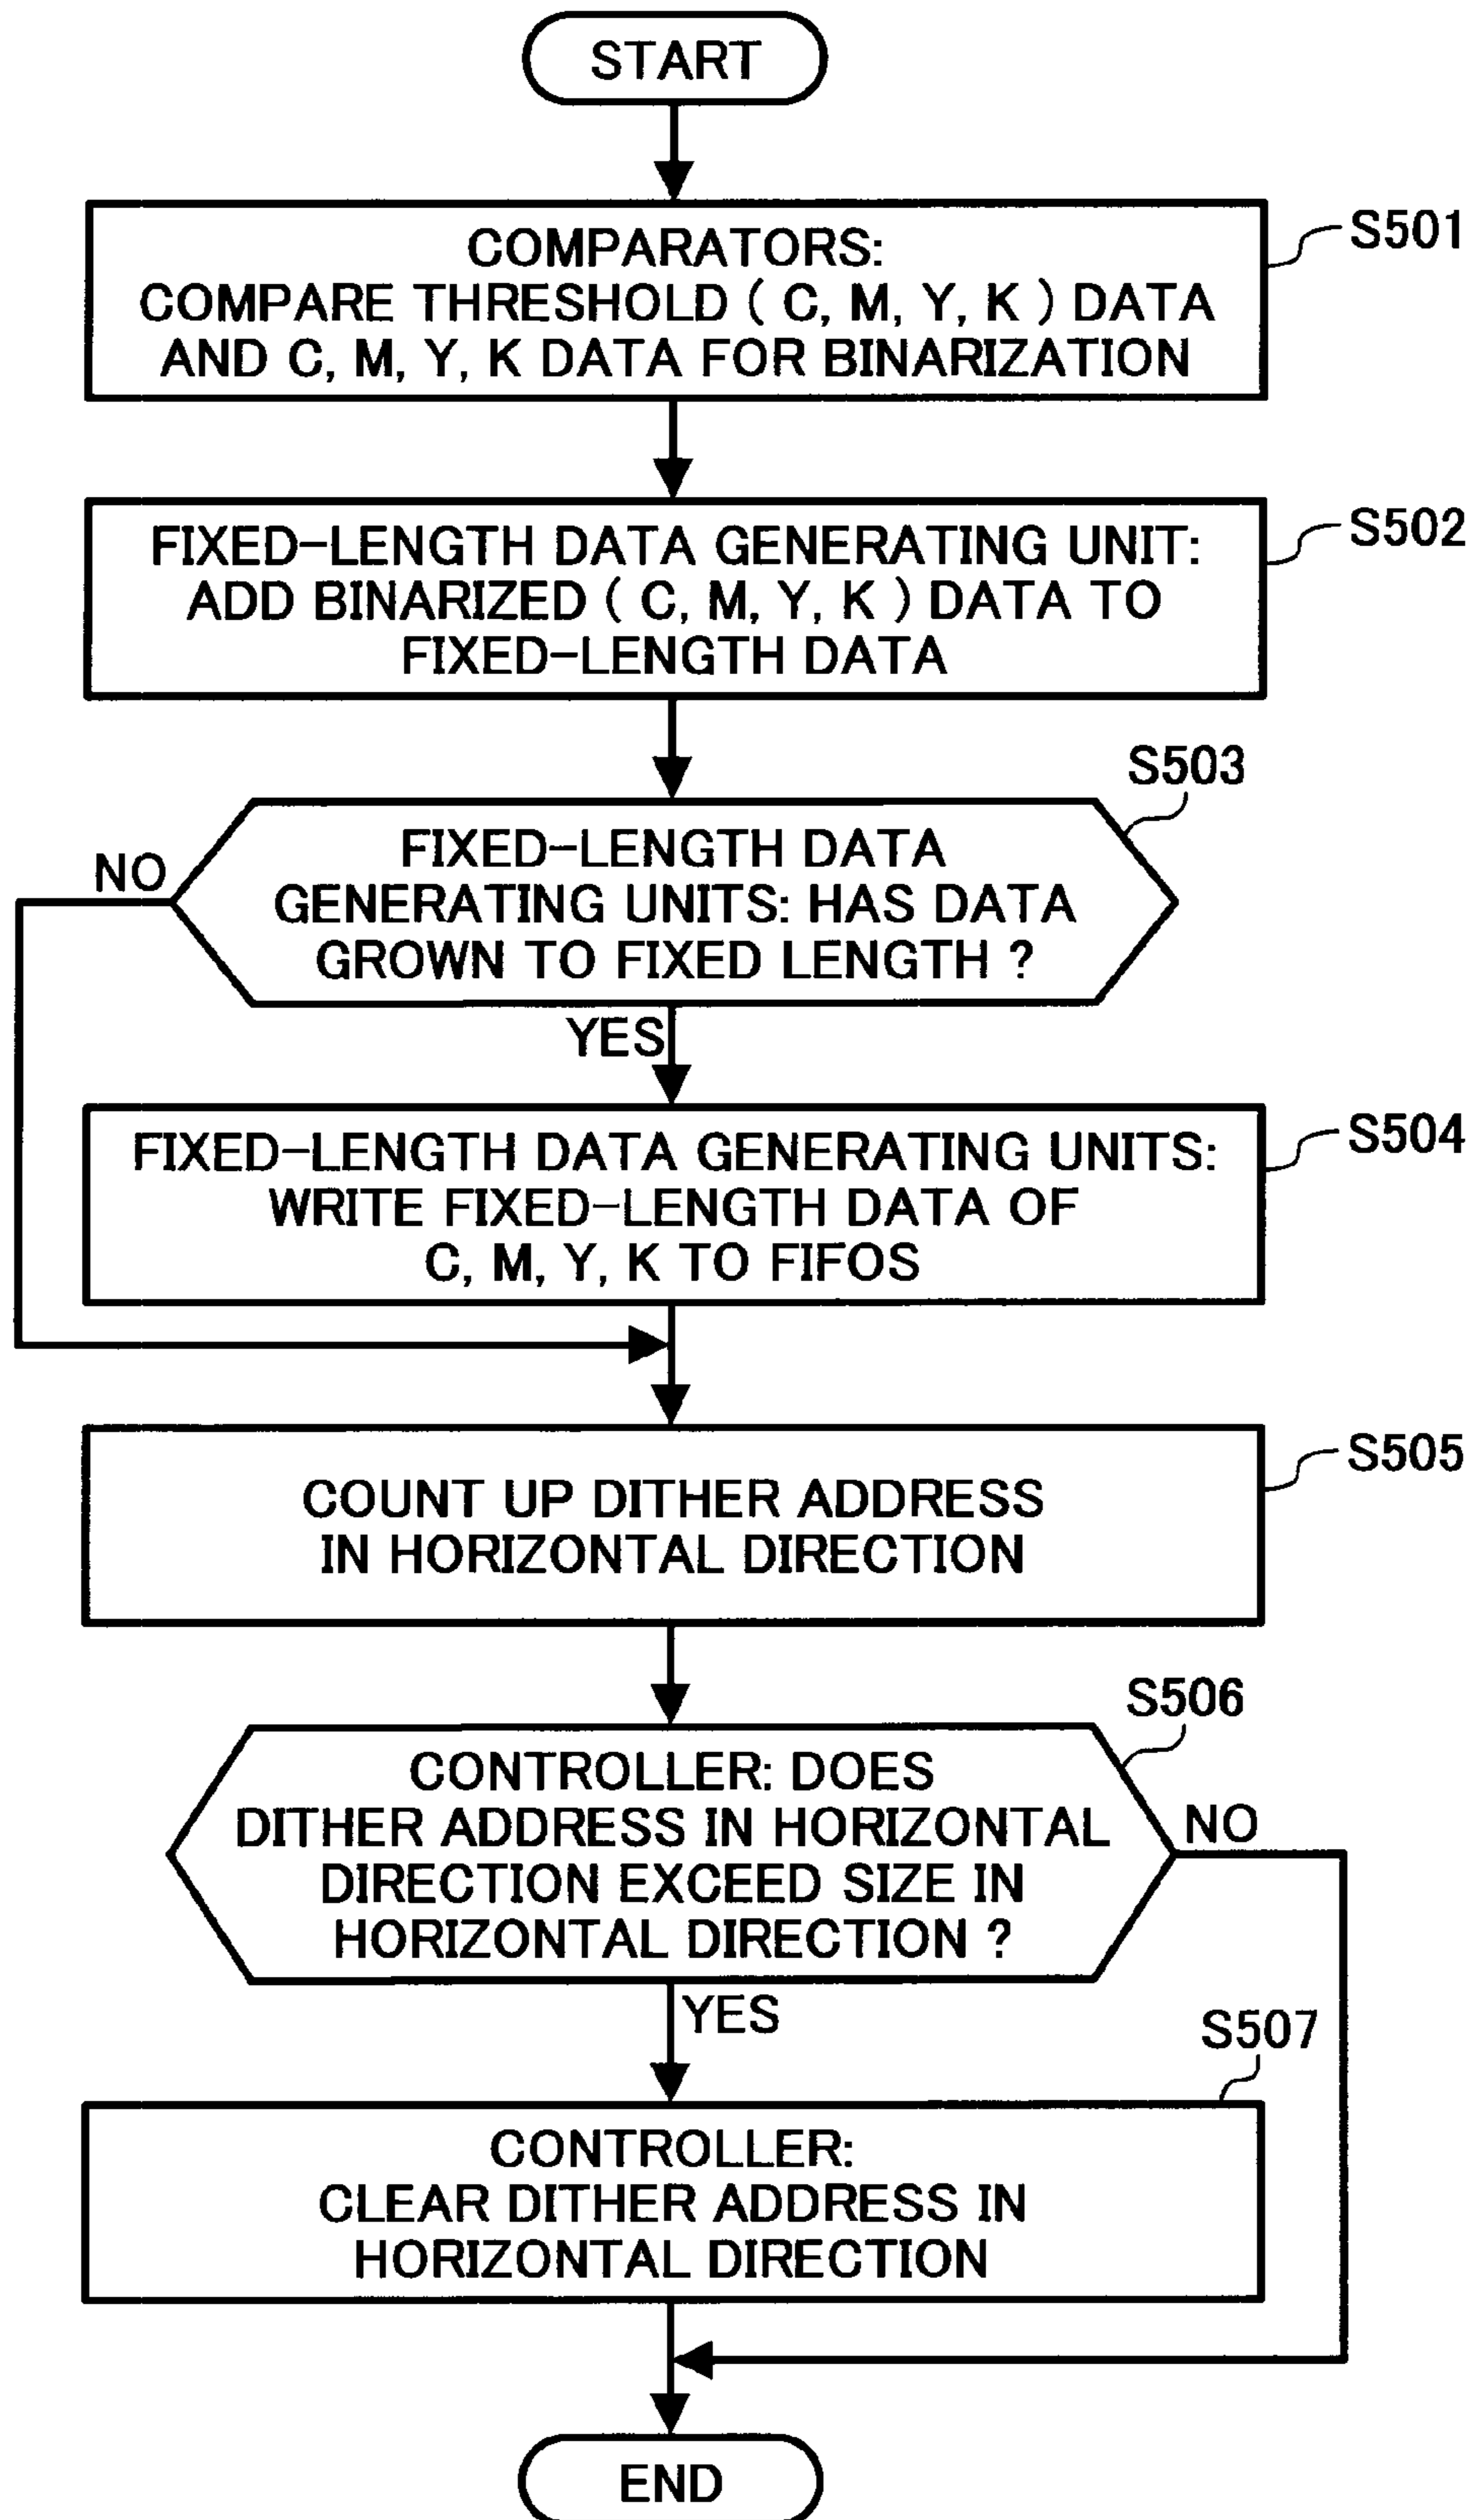 START
COMPARATORS:
COMPARE THRESHOLD ( C, M, Y, K ) DATA
AND C, M, Y, K DATA FOR BINARIZATION
S501
FIXED-LENGTH DATA GENERATING UNIT:
ADD BINARIZED ( C, M, Y, K ) DATA TO
FIXED-LENGTH DATA
S502
S503
FIXED-LENGTH DATA
GENERATING UNITS: HAS DATA
GROWN TO FIXED LENGTH ?
NO
YES
FIXED-LENGTH DATA GENERATING UNITS:
WRITE FIXED-LENGTH DATA OF
C, M, Y, K TO FIFOS
S504
COUNT UP DITHER ADDRESS
IN HORIZONTAL DIRECTION
S505
S506
CONTROLLER: DOES
DITHER ADDRESS IN HORIZONTAL
DIRECTION EXCEED SIZE IN
HORIZONTAL DIRECTION ?
NO
YES
S507
CONTROLLER:
CLEAR DITHER ADDRESS IN
HORIZONTAL DIRECTION
END